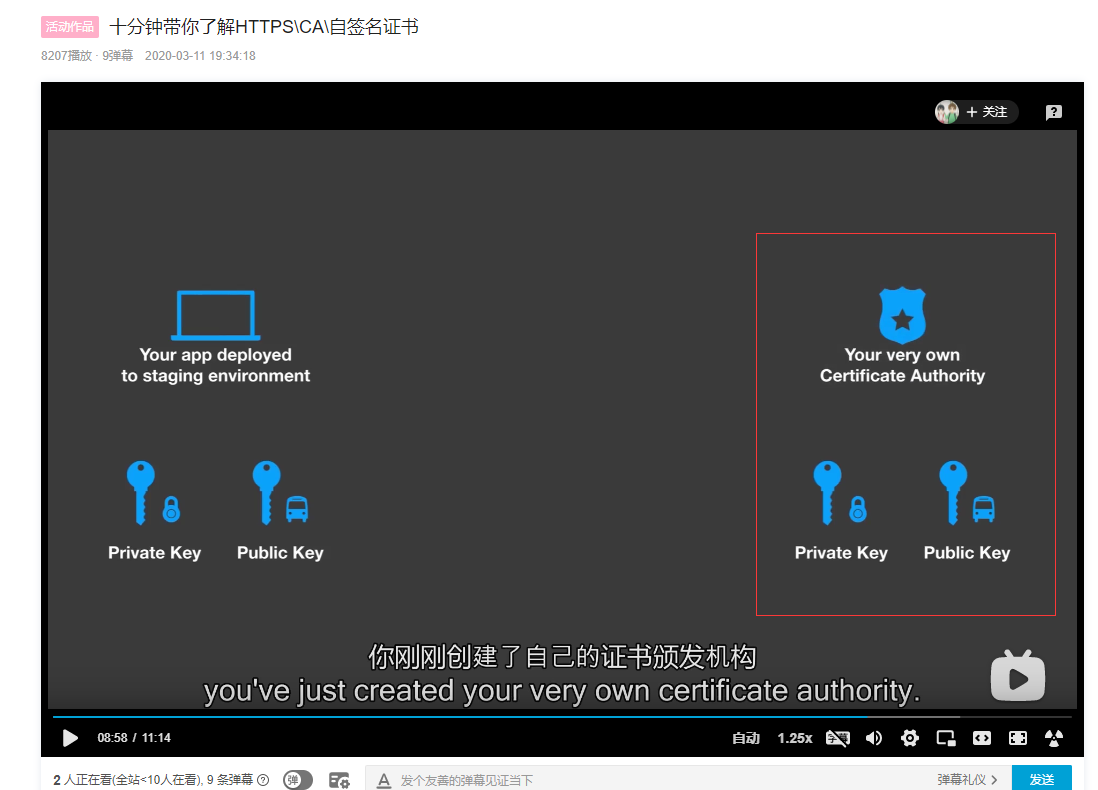 活动作品 十分钟带你了解HTTPS\CA\自签名证书
8207播放 · 9弹幕 2020-03-11 19:34:18
+ 关注
Your app deployed
to staging environment
Your very own
Certificate Authority
Private Key Public Key
Private Key Public Key
你刚刚创建了自己的证书颁发机构
you've just created your very own certificate authority.
08:58 / 11:14 自动 1.25x
2 人正在看(全站<10人在看), 9 条弹幕 弹 A 发个友善的弹幕见证当下 弹幕礼仪 > 发送